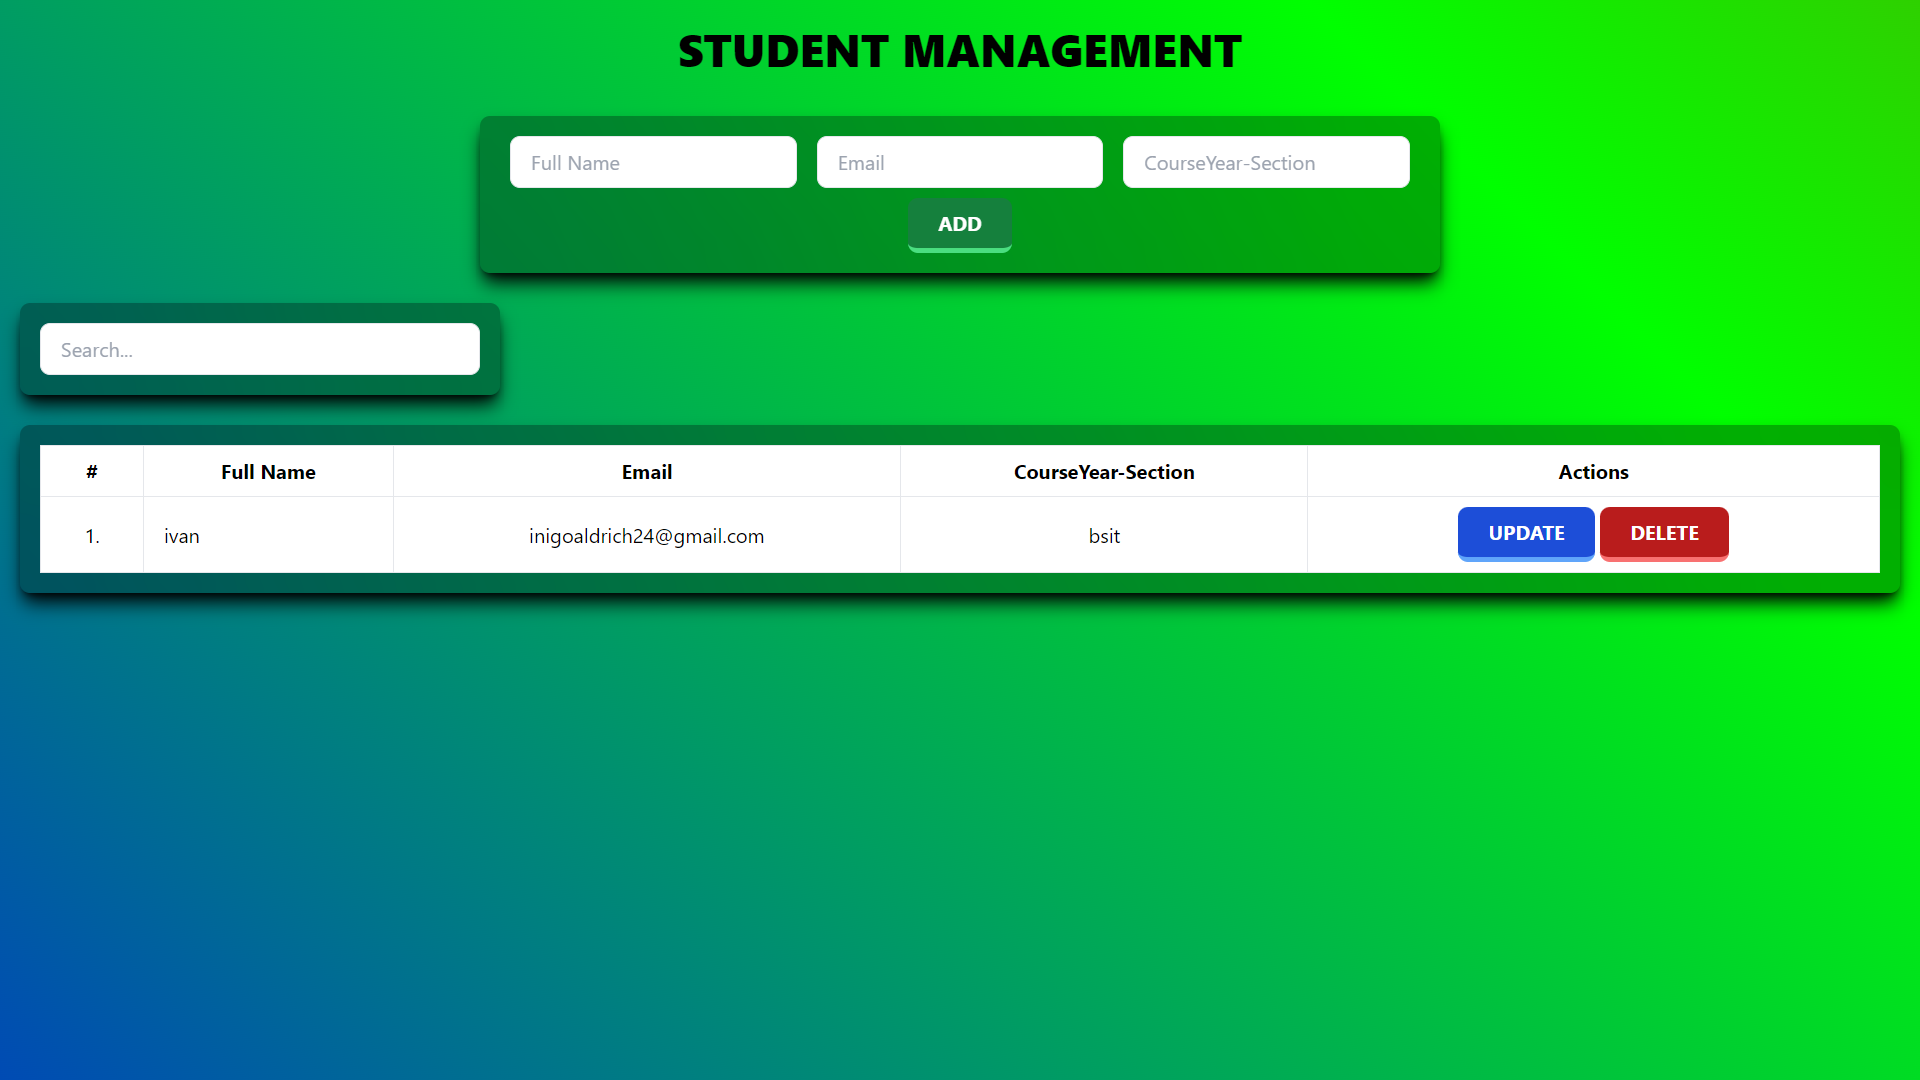 STUDENT MANAGEMENT
Full Name Email CourseYear-Section
ADD
Search...
# Full Name Email CourseYear-Section Actions
1. ivan inigoaldrich24@gmail.com bsit UPDATE DELETE